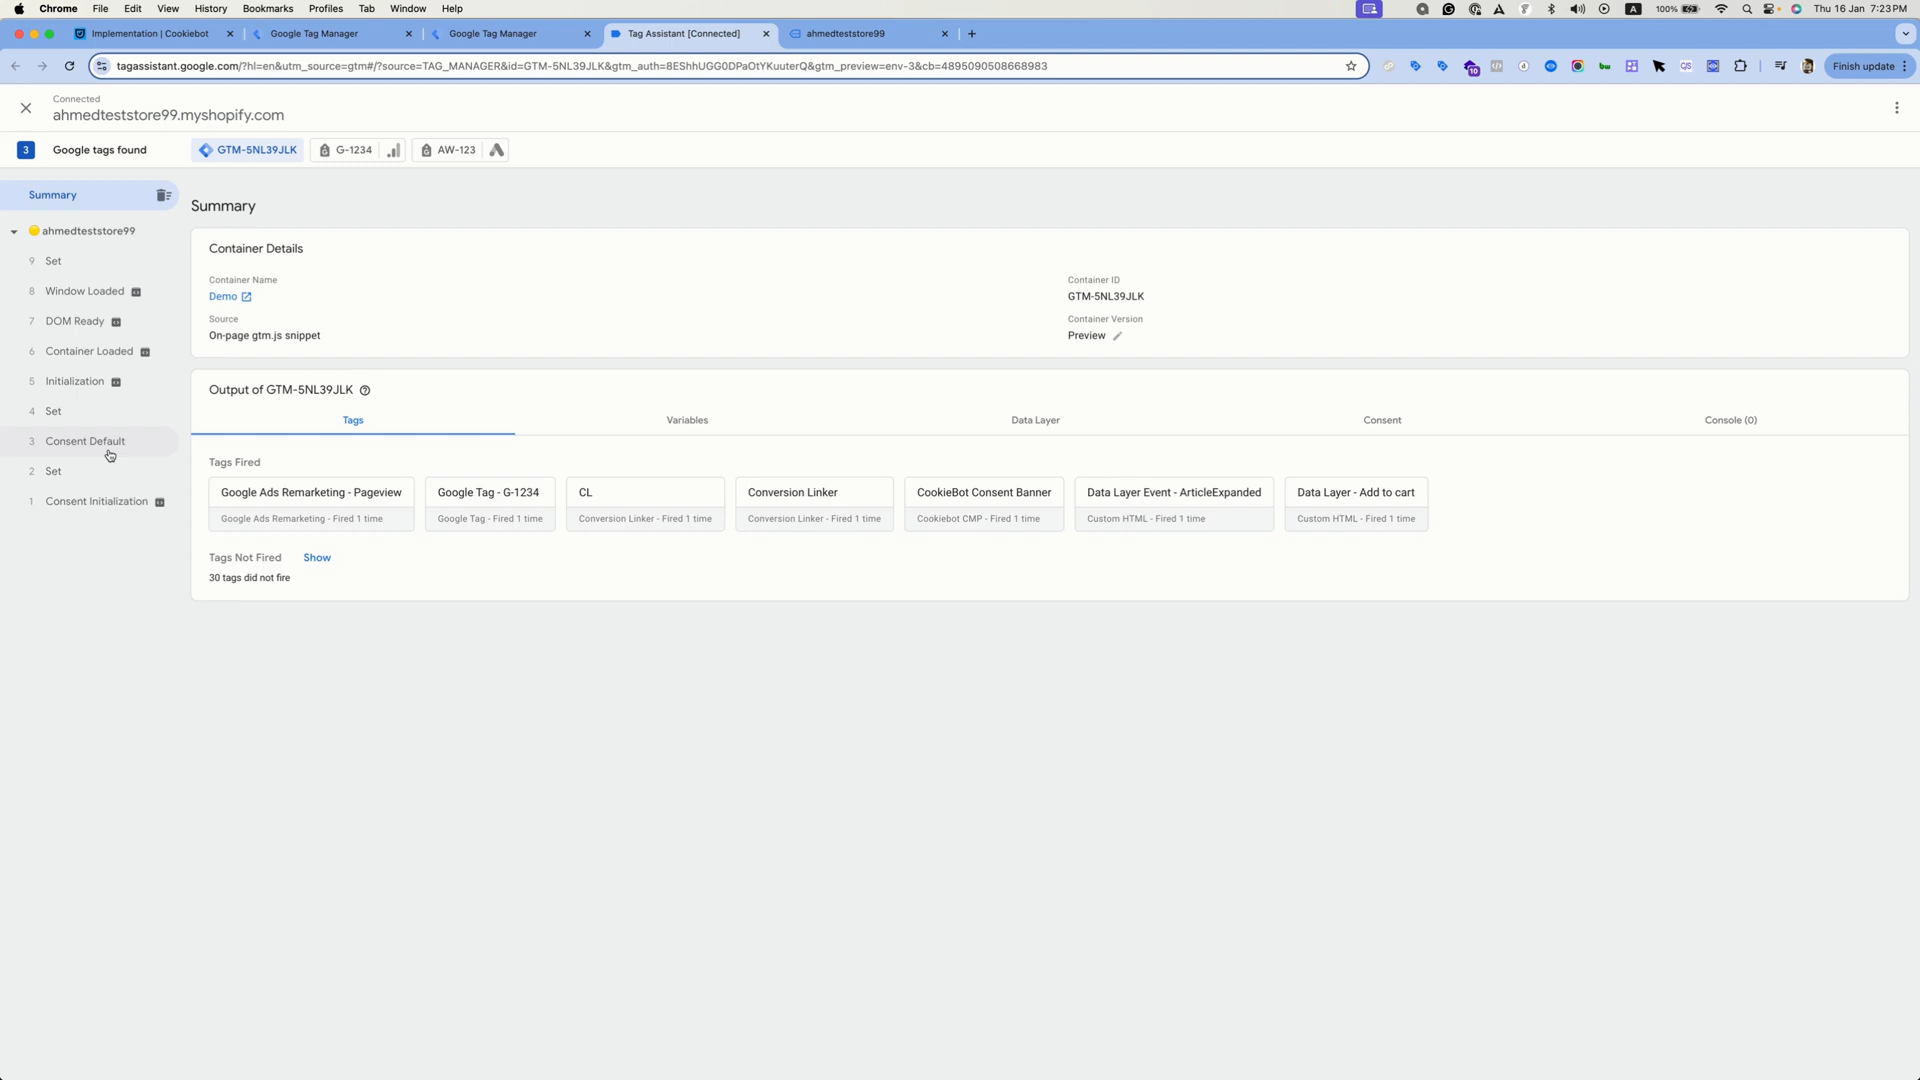 Chrome File Edit View History Bookmarks Profiles Tab Window Help 100% Thu 16 Jan 7:23PM
Implementation | Cookiebot Google Tag Manager Google Tag Manager Tag Assistant [Connected] ahmedteststore99
tagassistant.google.com/?hl=en&utm_source=gtm#/?source=TAG_MANAGER&id=GTM-5NL39JLK&gtm_auth=8EShhUGG0DPaOtYKuuterQ&gtm_preview=env-3&cb=4895090508668983 10 Finish update
Connected
ahmedteststore99.myshopify.com
3 Google tags found GTM-5NL39JLK G-1234 AW-123
Summary
ahmedteststore99
9 Set
8 Window Loaded
7 DOM Ready
6 Container Loaded
5 Initialization
4 Set
3 Consent Default
2 Set
1 Consent Initialization
Summary
Container Details
Container Name
Demo
Container ID
GTM-5NL39JLK
Source
On-page gtm.js snippet
Container Version
Preview
Output of GTM-5NL39JLK
Tags Variables Data Layer Consent Console (0)
Tags Fired
Google Ads Remarketing - Pageview
Google Ads Remarketing - Fired 1 time
Google Tag - G-1234
Google Tag - Fired 1 time
CL
Conversion Linker - Fired 1 time
Conversion Linker
Conversion Linker - Fired 1 time
CookieBot Consent Banner
Cookiebot CMP - Fired 1 time
Data Layer Event - ArticleExpanded
Custom HTML - Fired 1 time
Data Layer - Add to cart
Custom HTML - Fired 1 time
Tags Not Fired Show
30 tags did not fire